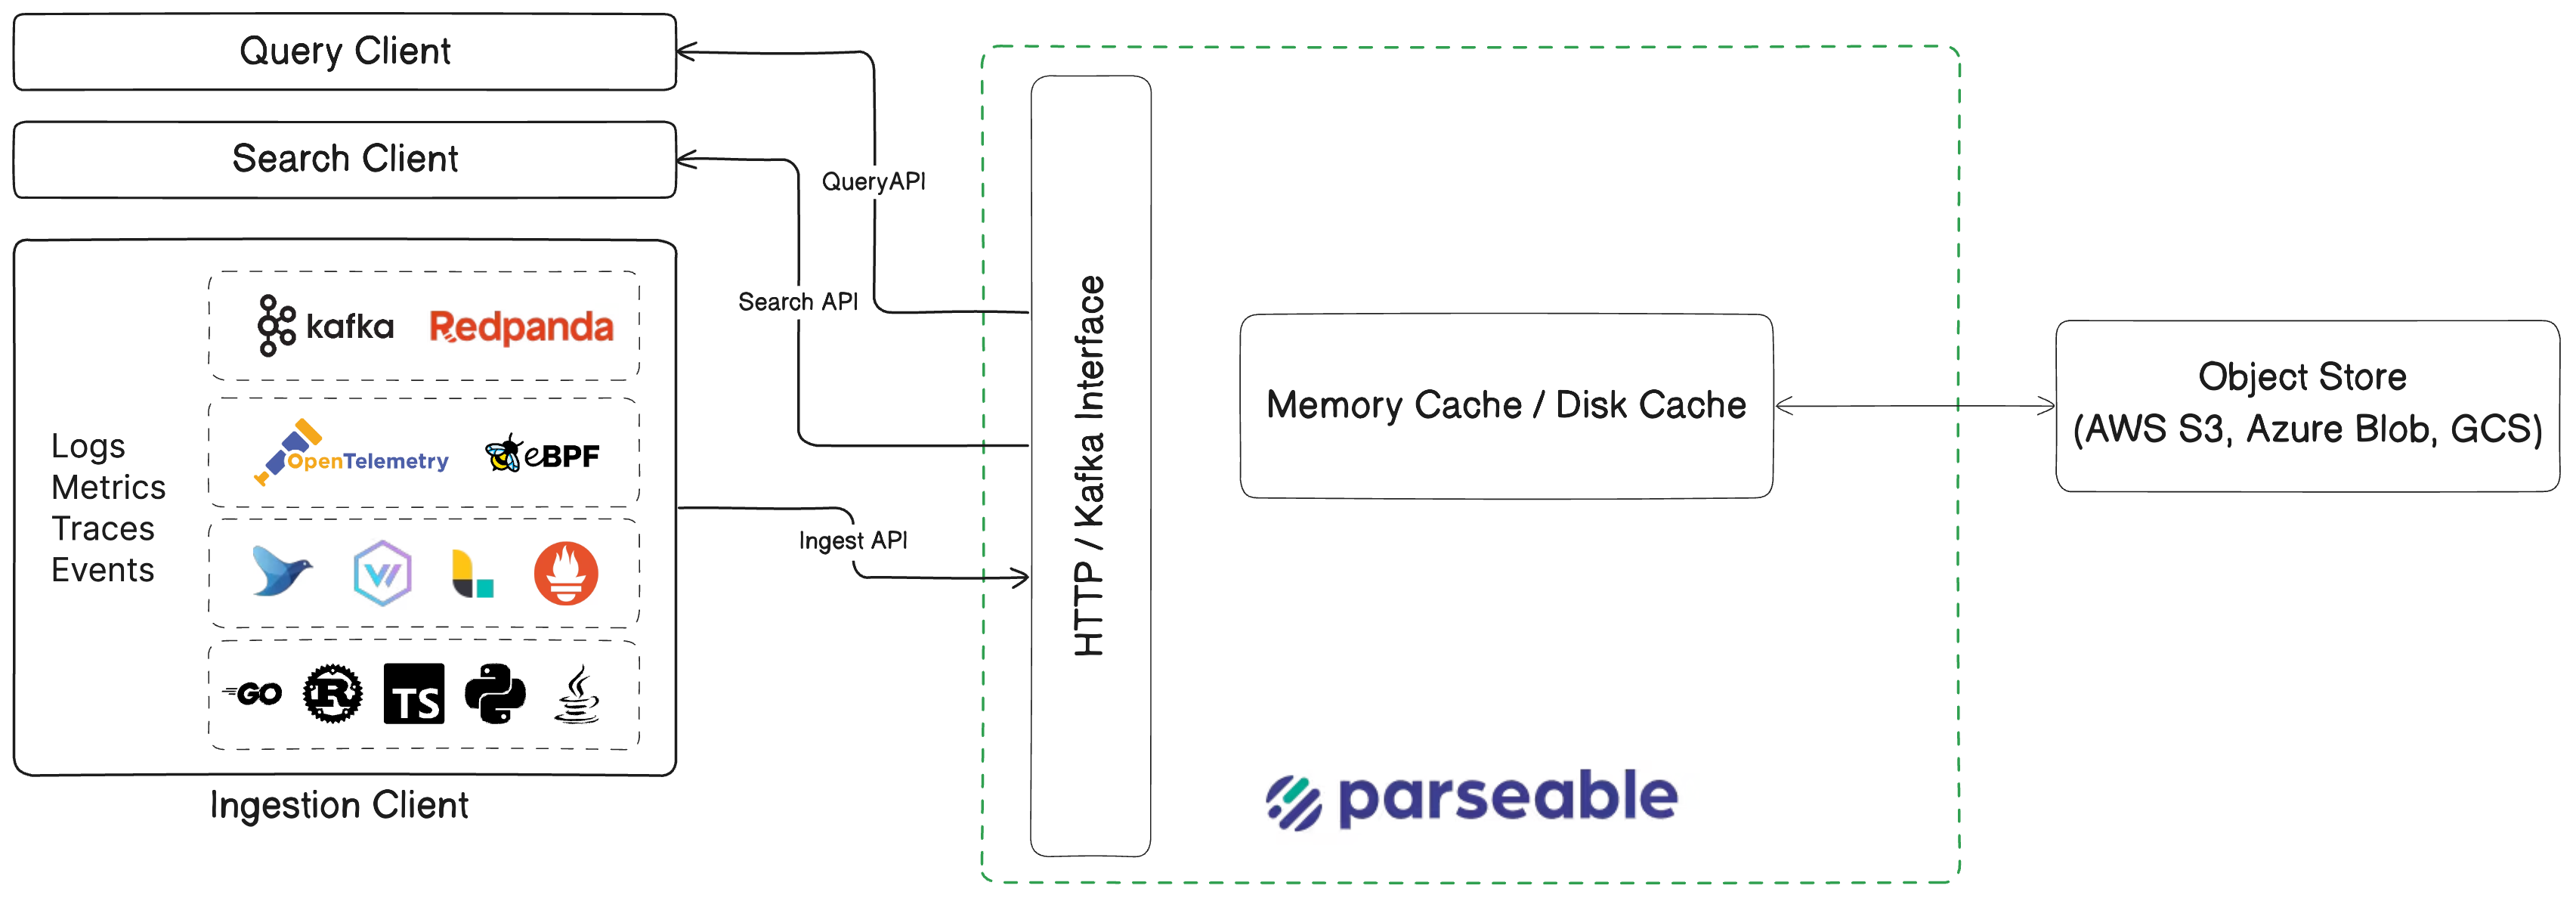 Query Client
Search Client
QueryAPI
Search API
Ingest API
Logs
Metrics
Traces
Events
kafka
Redpanda
OpenTelemetry
eBPF
GO
R
TS
Ingestion Client
HTTP / Kafka Interface
Memory Cache / Disk Cache
Object Store
(AWS S3, Azure Blob, GCS)
parseable